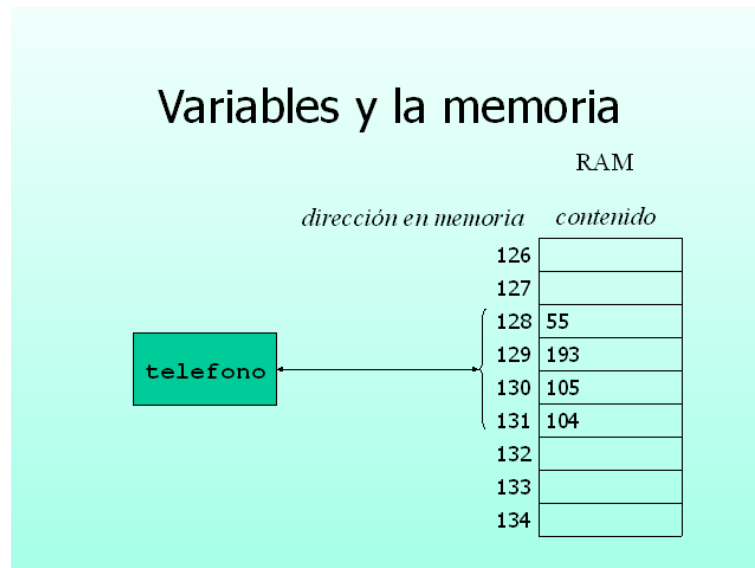 Variables y la memoria
RAM
dirección en memoria contenido
126
127
128 55
129 193
telefono
130 105
131 104
132
133
134